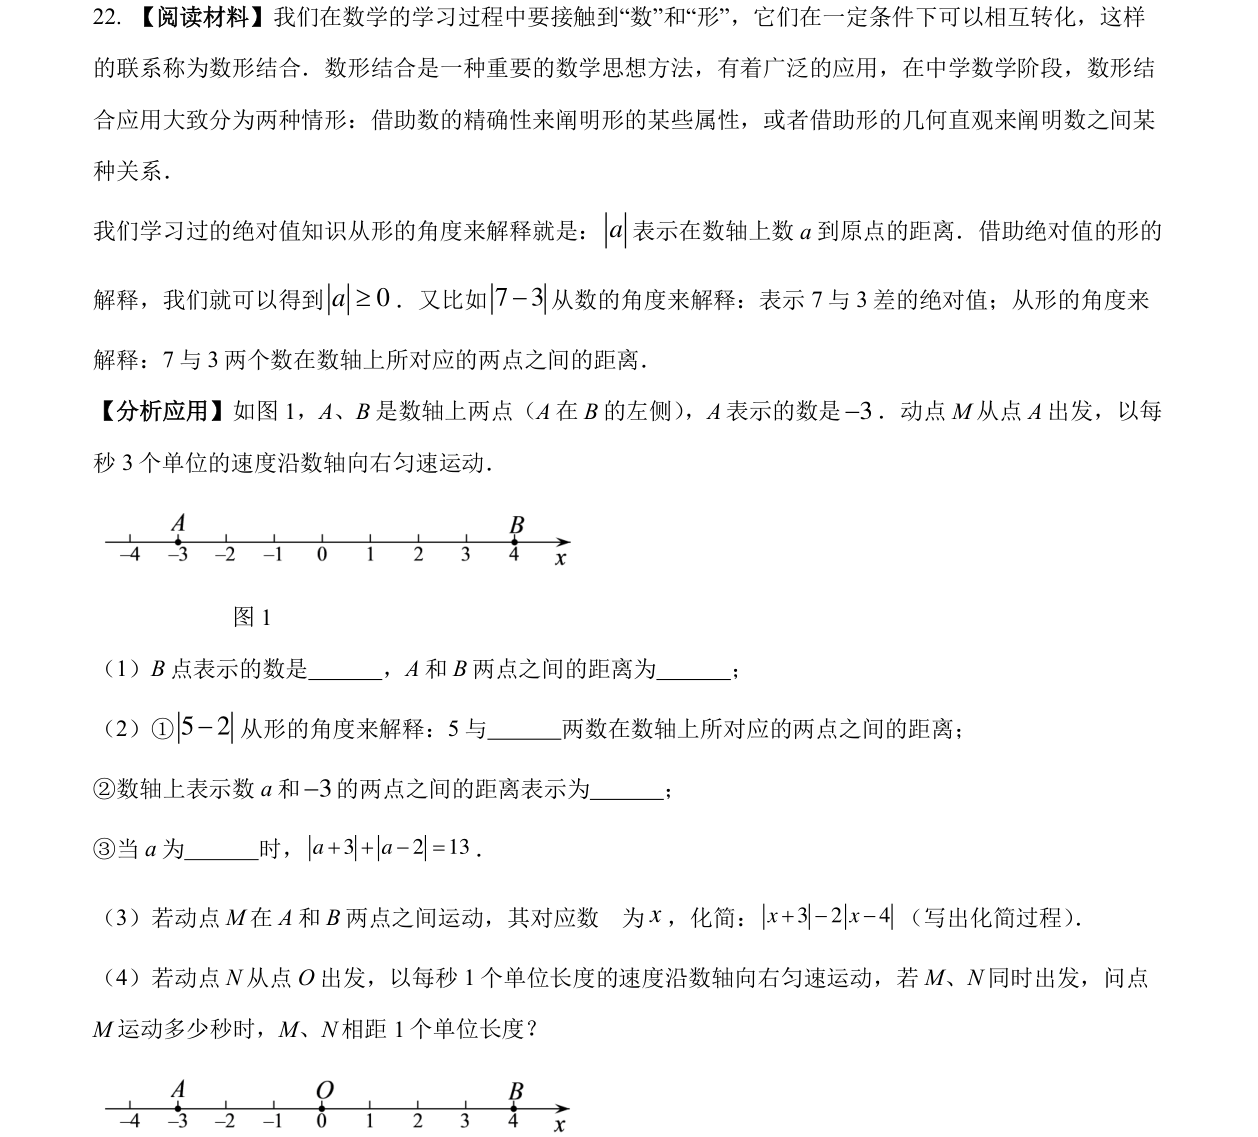 22. 【阅读材料】我们在数学的学习过程中要接触到“数”和“形”，它们在一定条件下可以相互转化，这样
的联系称为数形结合．数形结合是一种重要的数学思想方法，有着广泛的应用，在中学数学阶段，数形结
合应用大致分为两种情形：借助数的精确性来阐明形的某些属性，或者借助形的几何直观来阐明数之间某
种关系．
我们学习过的绝对值知识从形的角度来解释就是：|a|表示在数轴上数 a 到原点的距离．借助绝对值的形的
解释，我们就可以得到|a|≥0．又比如|7−3|从数的角度来解释：表示 7 与 3 差的绝对值；从形的角度来
解释：7 与 3 两个数在数轴上所对应的两点之间的距离．
【分析应用】如图 1，A、B 是数轴上两点（A 在 B 的左侧），A 表示的数是−3．动点 M 从点 A 出发，以每
秒 3 个单位的速度沿数轴向右匀速运动．
A B
−4 −3 −2 −1 0 1 2 3 4 x
图 1
（1）B 点表示的数是______，A 和 B 两点之间的距离为______；
（2）①|5−2|从形的角度来解释：5 与______两数在数轴上所对应的两点之间的距离；
②数轴上表示数 a 和−3的两点之间的距离表示为______；
③当 a 为______时，|a+3|+|a−2|=13．
（3）若动点 M 在 A 和 B 两点之间运动，其对应数 为 x，化简：|x+3|−2|x−4|（写出化简过程）．
（4）若动点 N 从点 O 出发，以每秒 1 个单位长度的速度沿数轴向右匀速运动，若 M、N 同时出发，问点
M 运动多少秒时，M、N 相距 1 个单位长度？
A O B
−4 −3 −2 −1 0 1 2 3 4 x